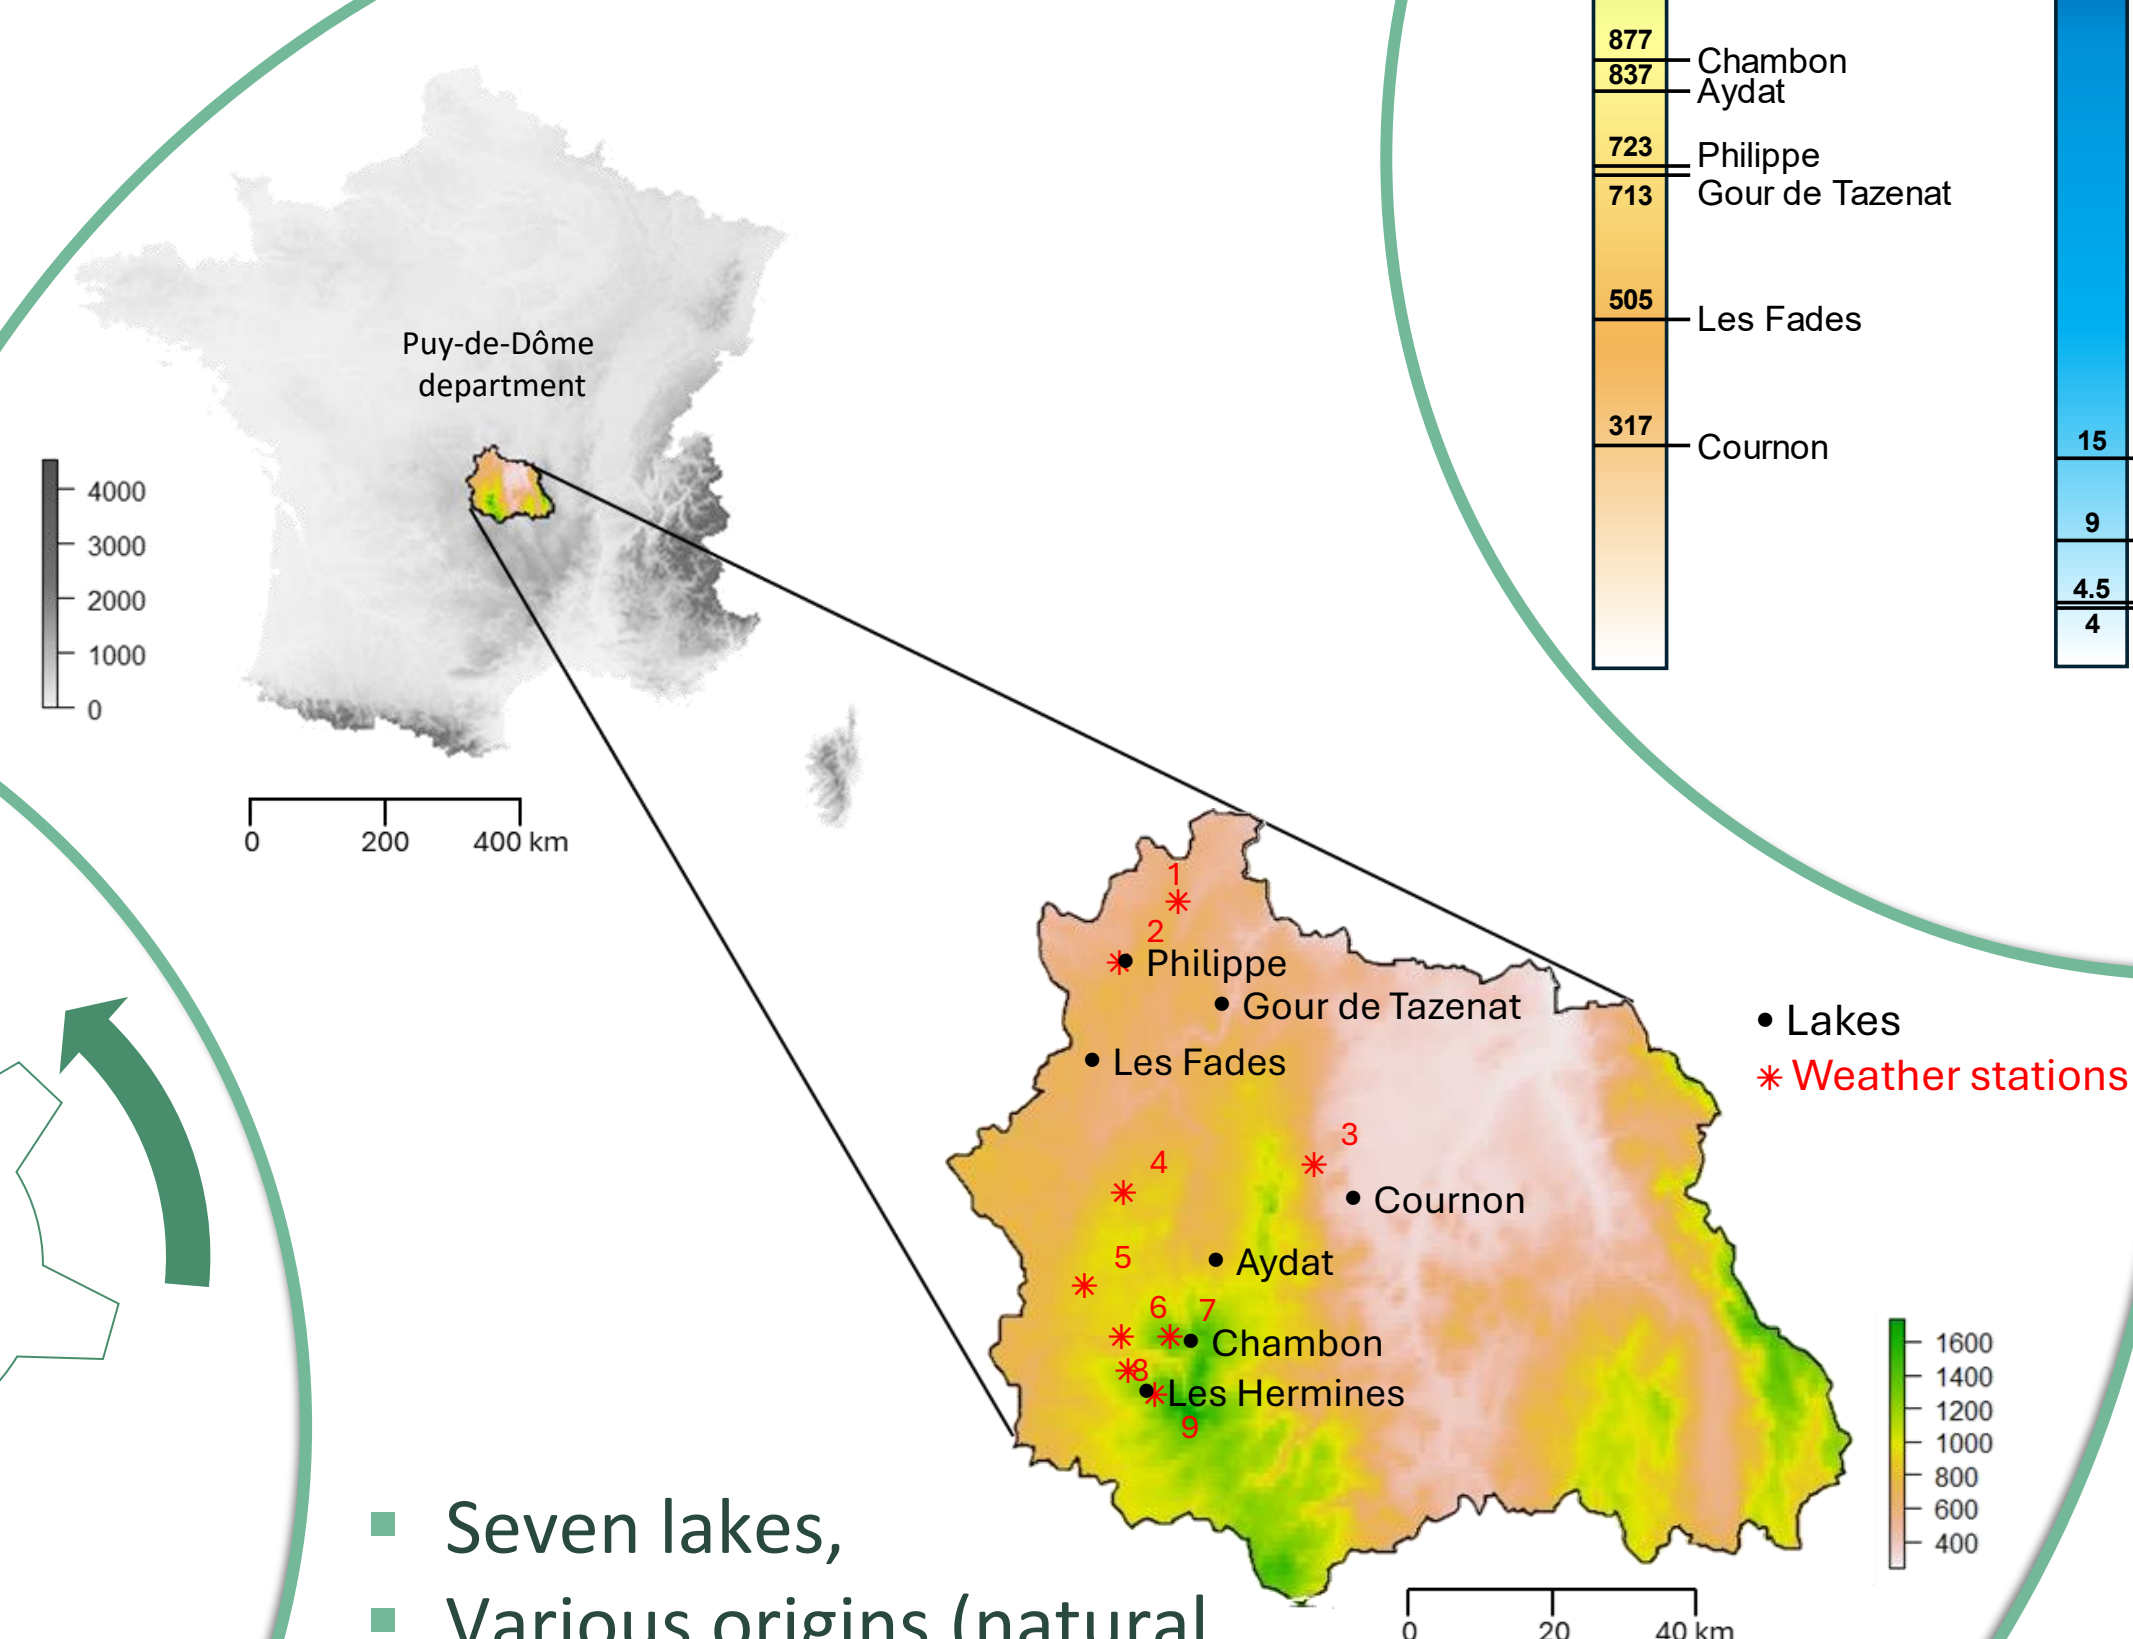 877
Chambon
837
Aydat
723
Philippe
713
Gour de Tazenat
505
Les Fades
317
Cournon
15
9
4.5
4
Puy-de-Dôme
department
4000
3000
2000
1000
0
0 200 400 km
1
2
Philippe
Gour de Tazenat
Les Fades
3
4
Cournon
5
Aydat
6 7
Chambon
8
Les Hermines
9
Lakes
Weather stations
1600
1400
1200
1000
800
600
400
0 20 40 km
Seven lakes,
Various origins (natural